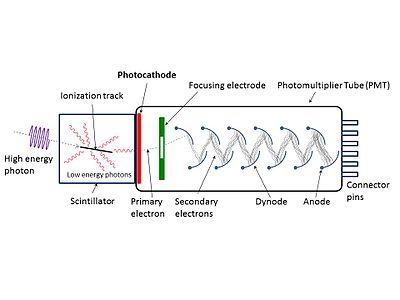 Photocathode
Focusing electrode
Photomultiplier Tube (PMT)
Ionization track
High energy
photon
Low energy photons
Scintillator
Primary
electron
Secondary
electrons
Dynode
Anode
Connector
pins